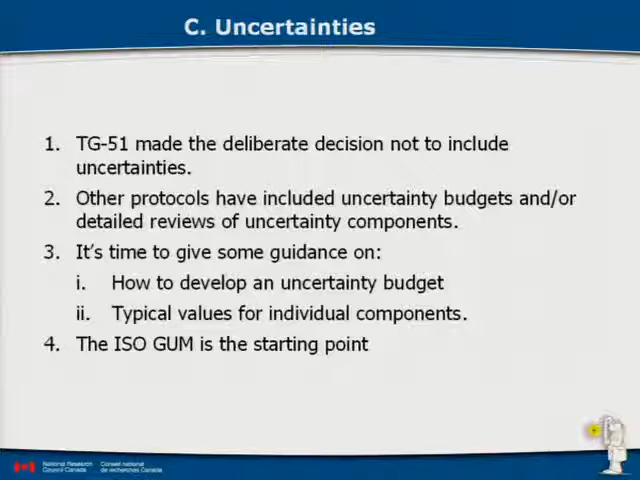 C. Uncertainties
1. TG-51 made the deliberate decision not to include
uncertainties.
2. Other protocols have included uncertainty budgets and/or
detailed reviews of uncertainty components.
3. It's time to give some guidance on:
i. How to develop an uncertainty budget
ii. Typical values for individual components.
4. The ISO GUM is the starting point
National Research Conseil national
Council Canada de recherches Canada